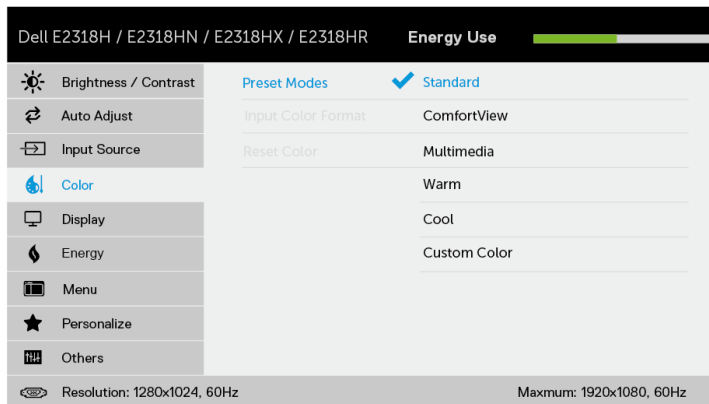 Dell E2318H / E2318HN / E2318HX / E2318HR Energy Use
Brightness / Contrast Preset Modes Standard
Auto Adjust Input Color Format ComfortView
Input Source Reset Color Multimedia
Color Warm
Display Cool
Energy Custom Color
Menu
Personalize
Others
Resolution: 1280x1024, 60Hz Maxmum: 1920x1080, 60Hz